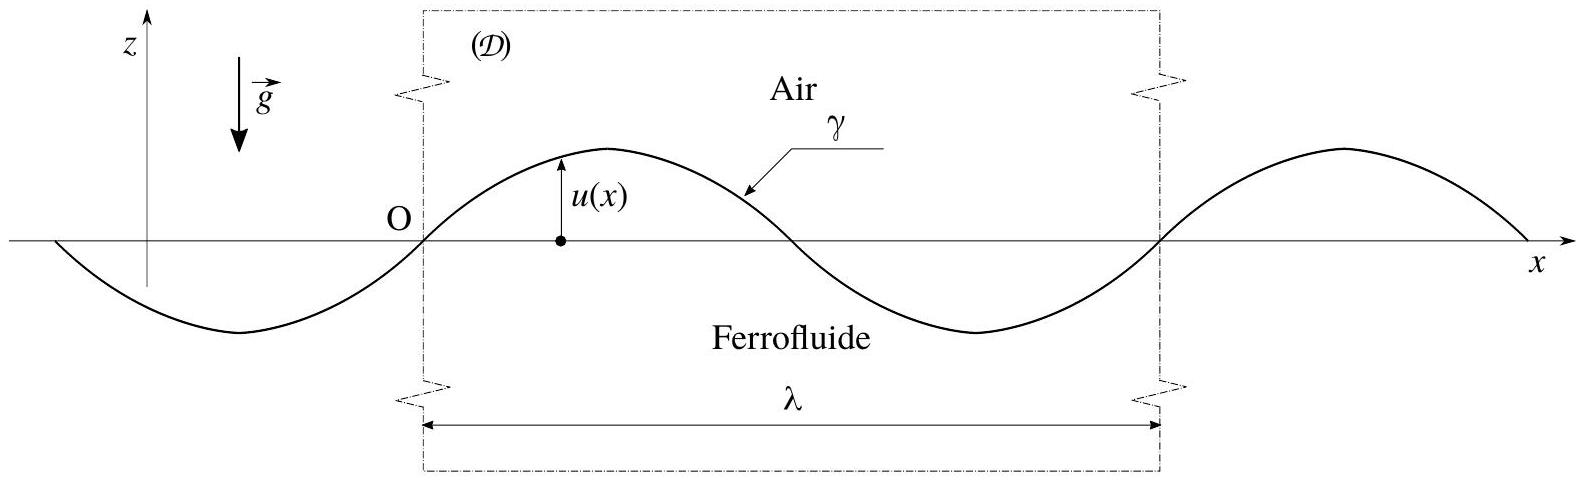 z
(𝒟)
g
Air
γ
O
u(x)
x
Ferrofluide
λ